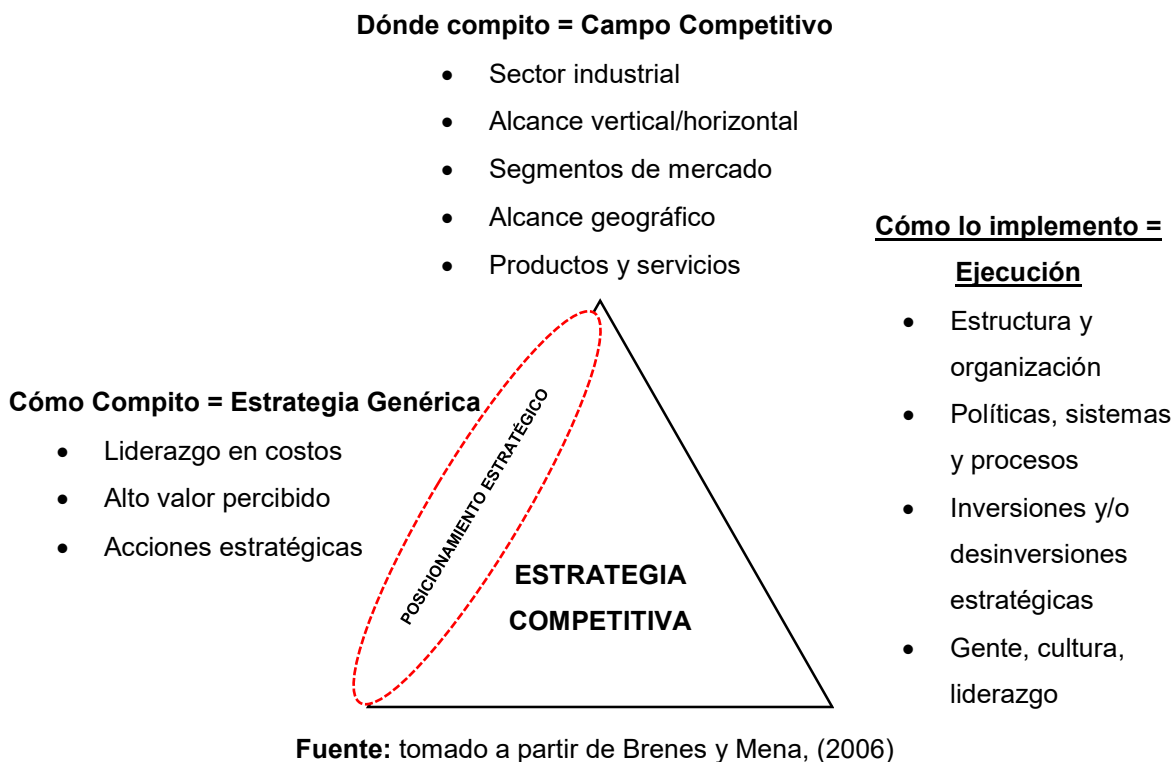 Dónde compito = Campo Competitivo
• Sector industrial
• Alcance vertical/horizontal
• Segmentos de mercado
• Alcance geográfico
• Productos y servicios
Cómo lo implemento =
Ejecución
• Estructura y
organización
• Políticas, sistemas
y procesos
• Inversiones y/o
desinversiones
estratégicas
• Gente, cultura,
liderazgo
Cómo Compito = Estrategia Genérica
• Liderazgo en costos
• Alto valor percibido
• Acciones estratégicas
POSICIONAMIENTO ESTRATÉGICO
ESTRATEGIA
COMPETITIVA
Fuente: tomado a partir de Brenes y Mena, (2006)